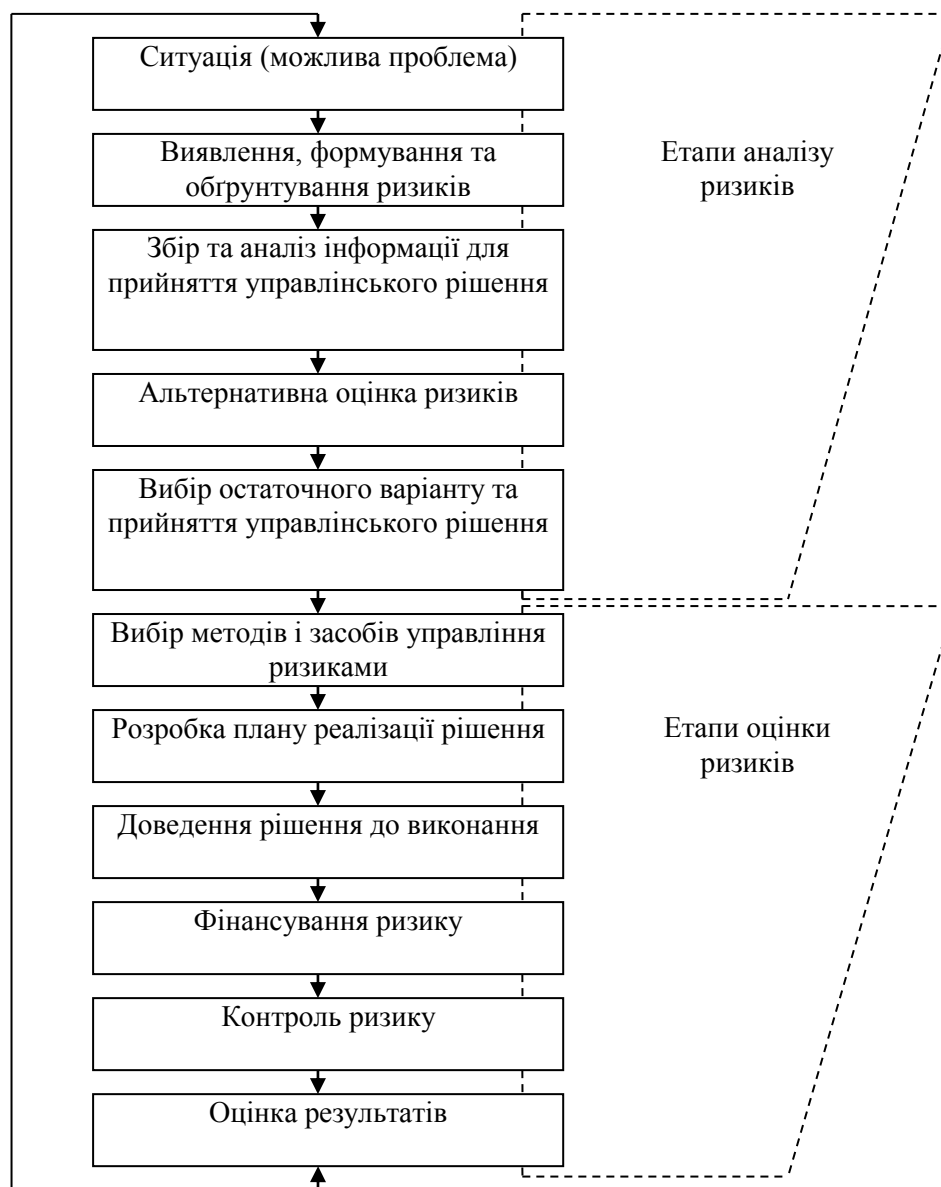 Ситуація (можлива проблема)
Виявлення, формування та
обґрунтування ризиків
Збір та аналіз інформації для
прийняття управлінського рішення
Альтернативна оцінка ризиків
Вибір остаточного варіанту та
прийняття управлінського рішення
Етапи аналізу
ризиків
Вибір методів і засобів управління
ризиками
Розробка плану реалізації рішення
Доведення рішення до виконання
Фінансування ризику
Контроль ризику
Оцінка результатів
Етапи оцінки
ризиків